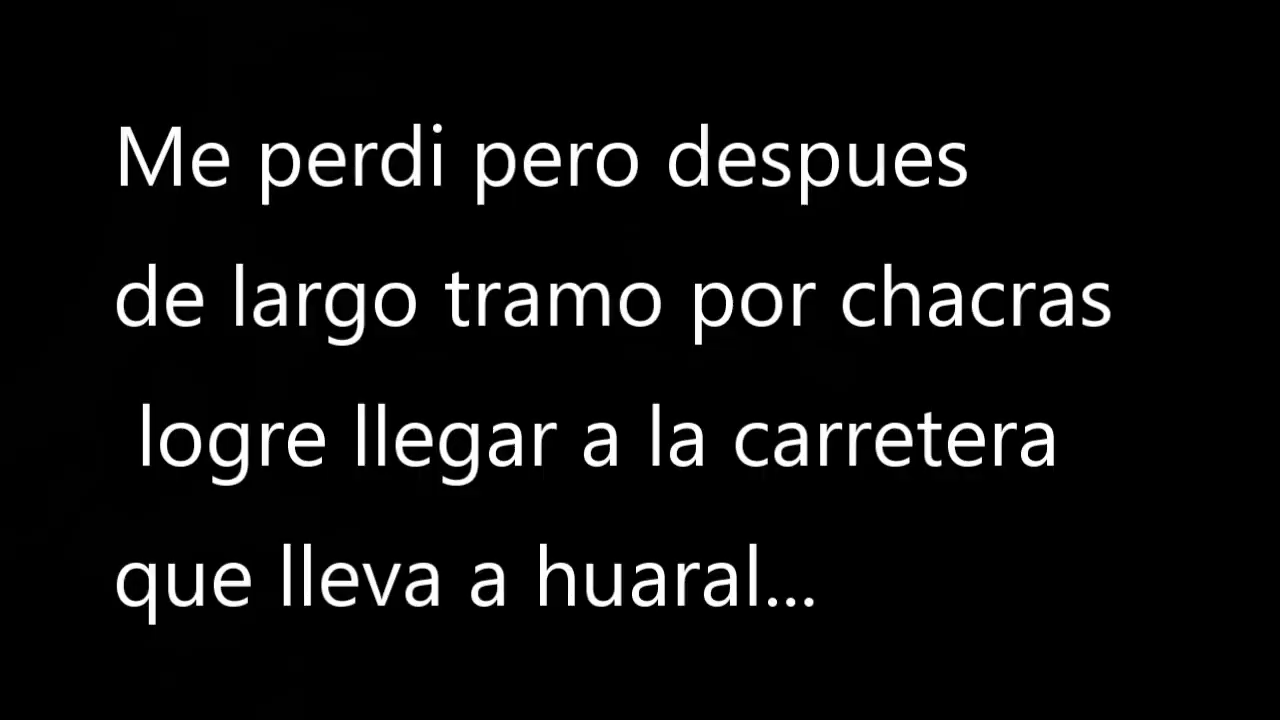 Me perdi pero despues
de largo tramo por chacras
logre llegar a la carretera
que lleva a huaral...